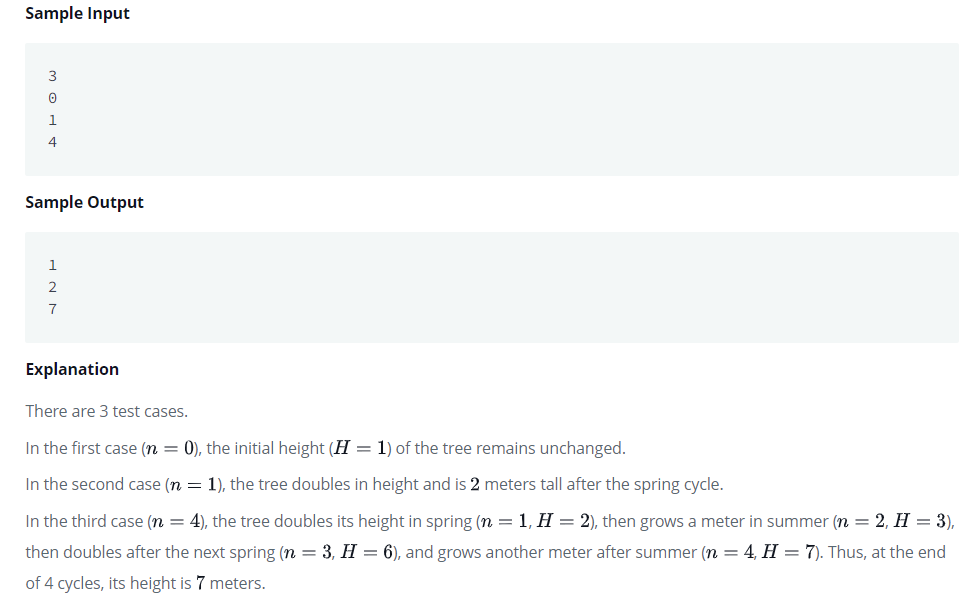 Sample Input
3
0
1
4
Sample Output
1
2
7
Explanation
There are 3 test cases.
In the first case (n = 0), the initial height (H = 1) of the tree remains unchanged.
In the second case (n = 1), the tree doubles in height and is 2 meters tall after the spring cycle.
In the third case (n = 4), the tree doubles its height in spring (n = 1, H = 2), then grows a meter in summer (n = 2, H = 3),
then doubles after the next spring (n = 3, H = 6), and grows another meter after summer (n = 4, H = 7). Thus, at the end
of 4 cycles, its height is 7 meters.